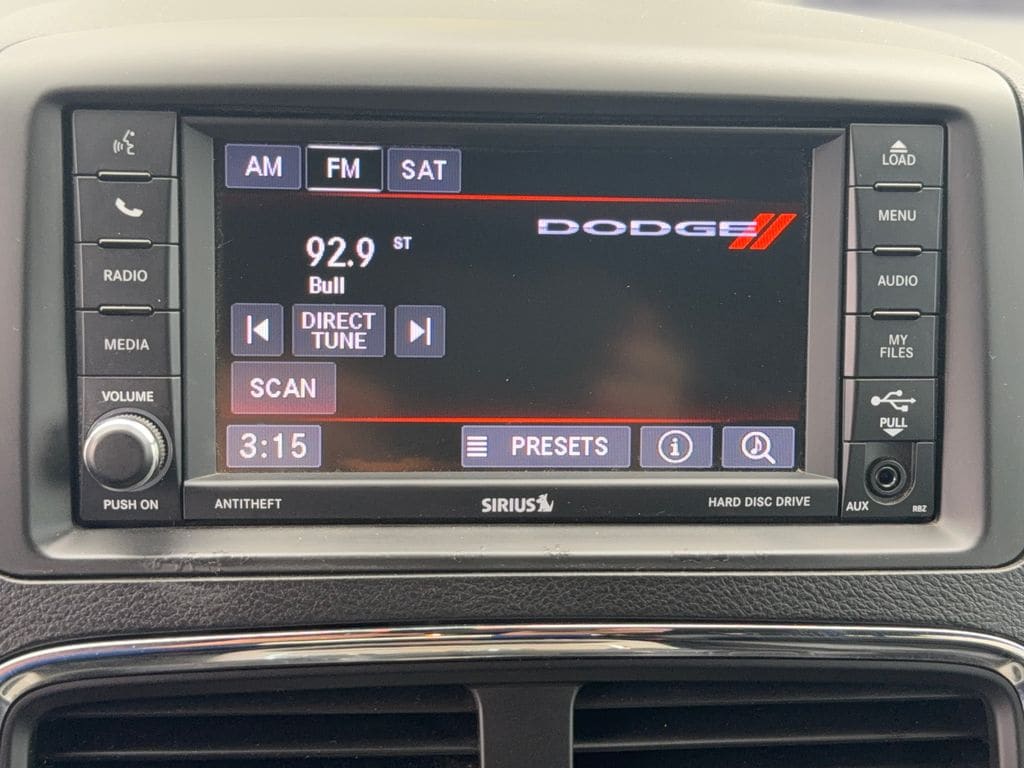 AM FM SAT
DODGE
92.9 ST
Bull
DIRECT
TUNE
SCAN
3:15 PRESETS
RADIO
MEDIA
VOLUME
PUSH ON
LOAD
MENU
AUDIO
MY
FILES
PULL
AUX RBZ
ANTITHEFT SIRIUS HARD DISC DRIVE